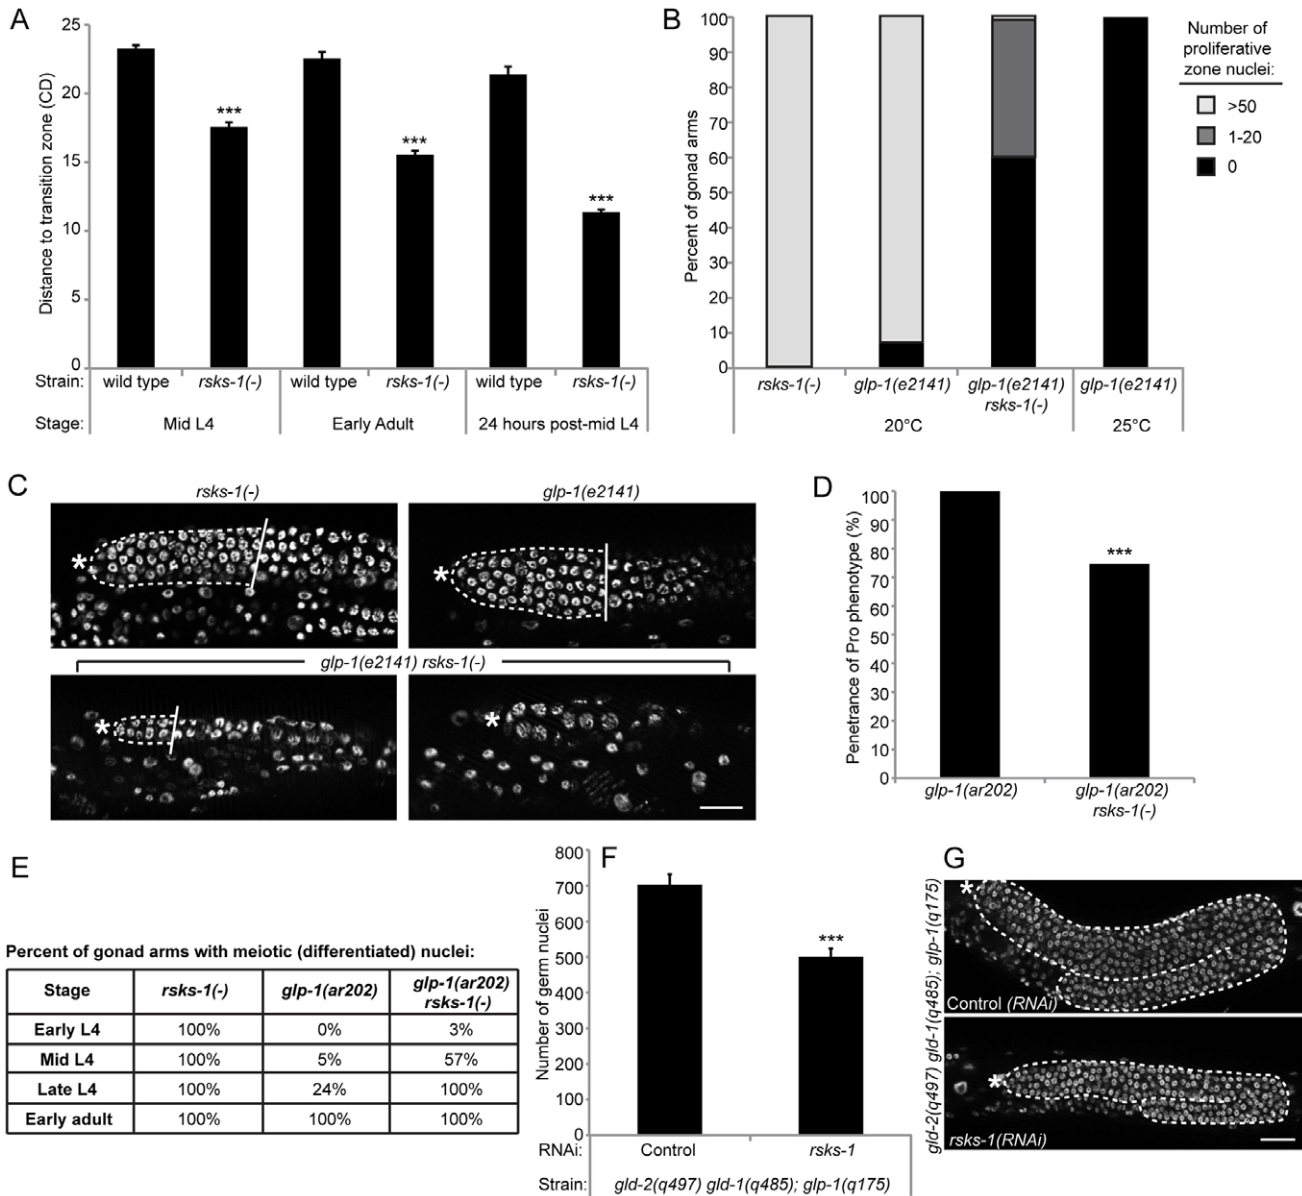 A
25
20
15
10
5
0
Distance to transition zone (CD)
***
***
***
Strain: wild type rsks-1(-) wild type rsks-1(-) wild type rsks-1(-)
Stage: Mid L4 Early Adult 24 hours post-mid L4
B
100
90
80
70
60
50
40
30
20
10
0
Percent of gonad arms
rsks-1(-) glp-1(e2141) glp-1(e2141) glp-1(e2141)
rsks-1(-)
20°C 25°C
Number of
proliferative
zone nuclei:
>50
1-20
0
C
rsks-1(-) glp-1(e2141)
*
*
glp-1(e2141) rsks-1(-)
*
*
D
100
90
80
70
60
50
40
30
20
10
0
Penetrance of Pro phenotype (%)
***
glp-1(ar202) glp-1(ar202)
rsks-1(-)
E
Percent of gonad arms with meiotic (differentiated) nuclei:
Stage rsks-1(-) glp-1(ar202) glp-1(ar202)
rsks-1(-)
Early L4 100% 0% 3%
Mid L4 100% 5% 57%
Late L4 100% 24% 100%
Early adult 100% 100% 100%
F
800
700
600
500
400
300
200
100
0
Number of germ nuclei
***
RNAi: Control rsks-1
Strain: gld-2(q497) gld-1(q485); glp-1(q175)
G
gld-2(q497) gld-1(q485); glp-1(q175)
*
Control (RNAi)
*
rsks-1(RNAi)